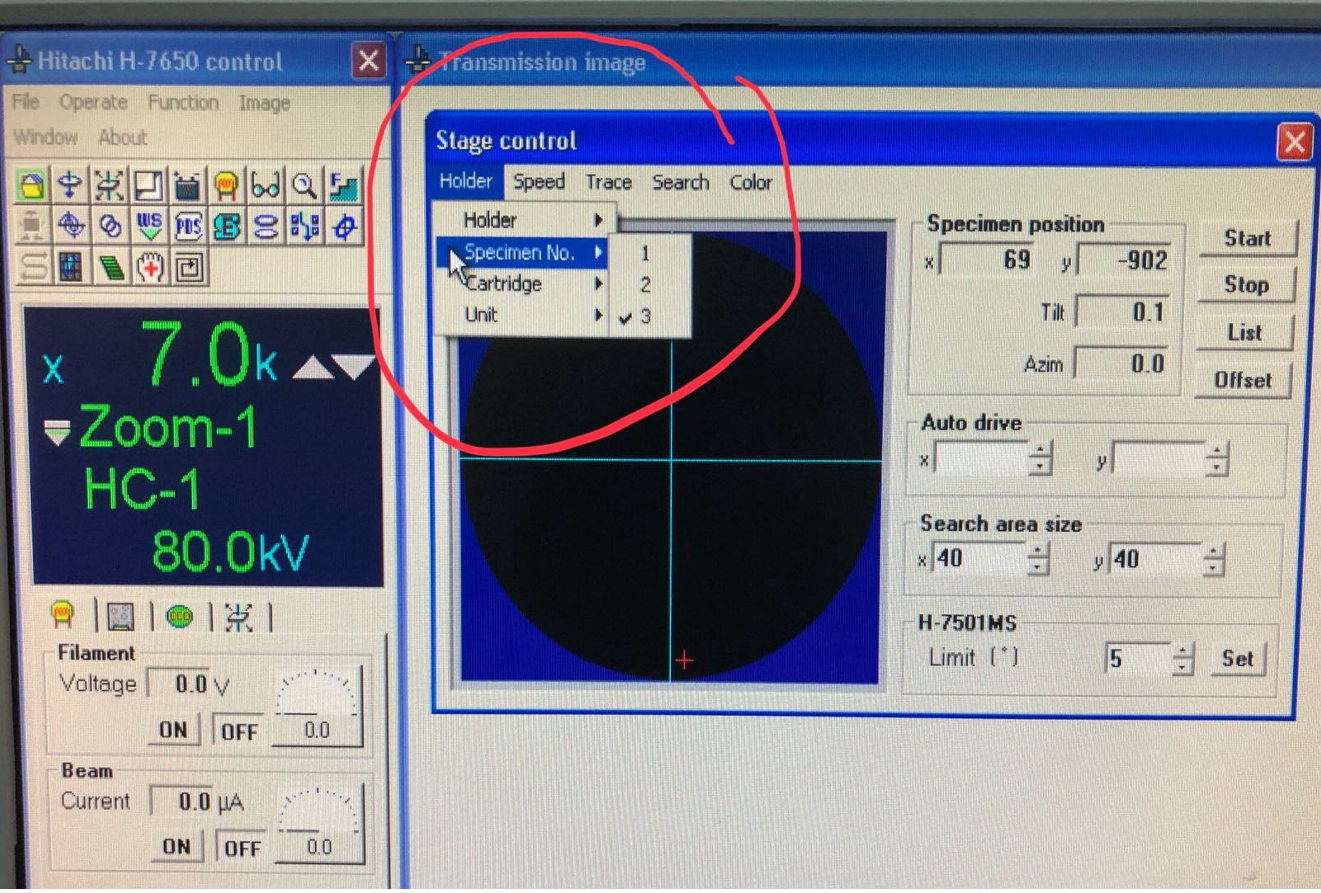 Hitachi H-7650 control
File Operate Function Image
Window About
WS
PDS
x 7.0k
Zoom-1
HC-1
80.0kV
Filament
Voltage 0.0 V
ON OFF 0.0
Beam
Current 0.0 µA
ON OFF 0.0
Transmission image
Stage control
Holder Speed Trace Search Color
Holder
Specimen No.
Cartridge
Unit
1
2
3
Specimen position
x 69 y -902
Tilt 0.1
Azim 0.0
Start
Stop
List
Offset
Auto drive
x y
Search area size
x 40 y 40
H-7501MS
Limit (°) 5 Set